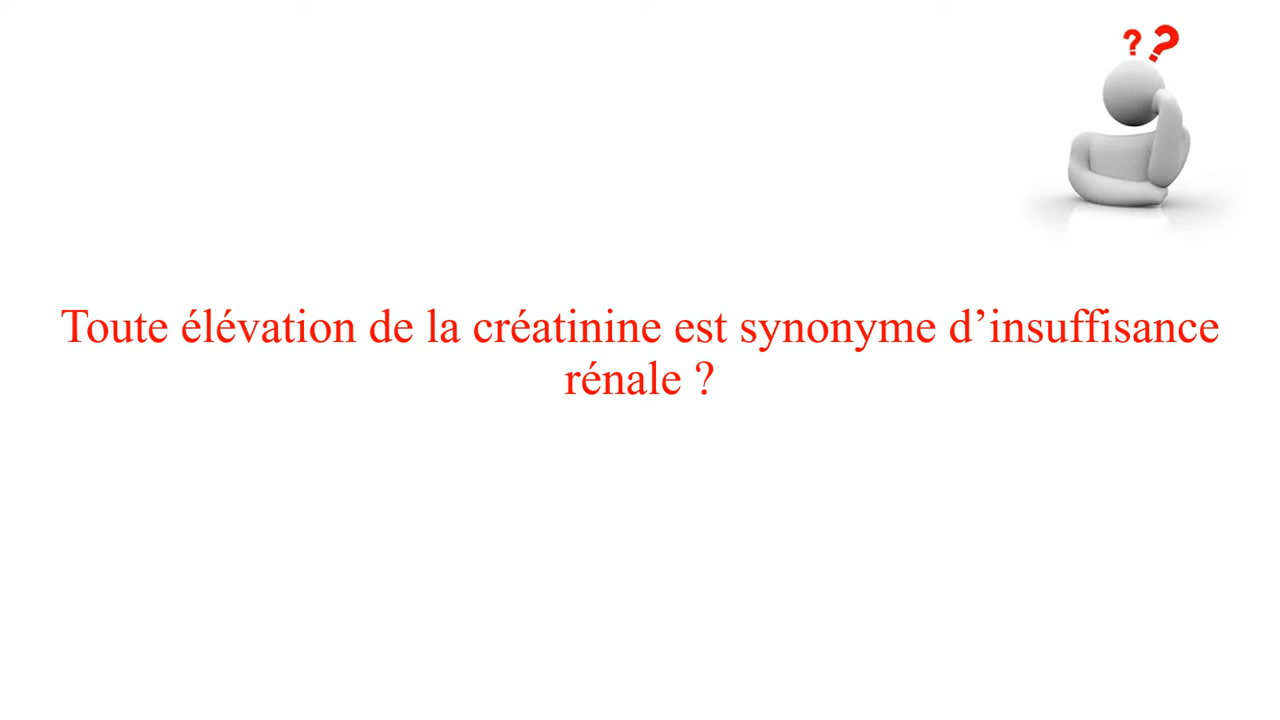 Toute élévation de la créatinine est synonyme d’insuffisance
rénale ?